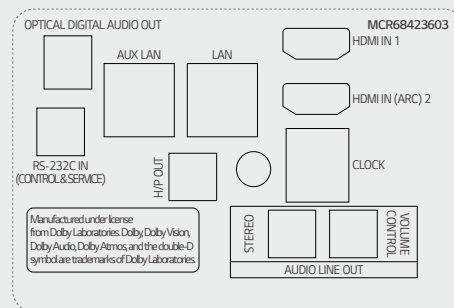 OPTICAL DIGITAL AUDIO OUT
MCR68423603
AUX LAN
LAN
HDMI IN 1
HDMI IN (ARC) 2
RS-232C IN
(CONTROL & SERVICE)
H/P OUT
CLOCK
Manufactured under license
from Dolby Laboratories. Dolby, Dolby Vision,
Dolby Audio, Dolby Atmos, and the double-D
symbol are trademarks of Dolby Laboratories.
STEREO
VOLUME
CONTROL
AUDIO LINE OUT